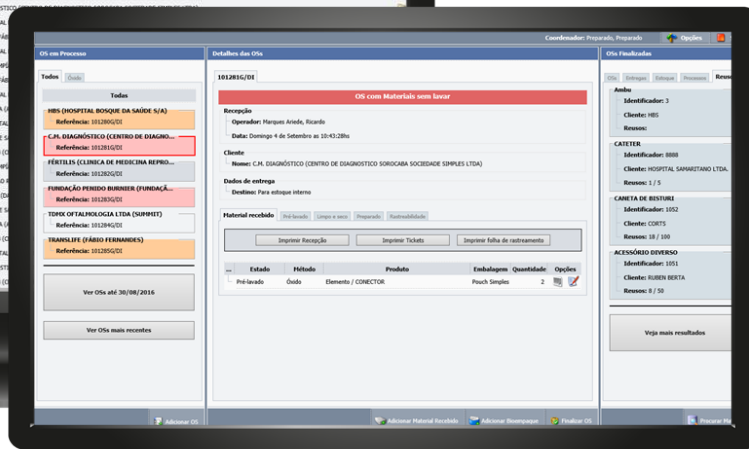 Coordenador: Preparado, Preparado
Opções
OS em Processo
Todos
Óxido
Todas
HBS (HOSPITAL BOSQUE DA SAÚDE S/A)
Referência: 101280G/DI
C.M. DIAGNÓSTICO (CENTRO DE DIAGNO...
Referência: 101281G/DI
FÉRTILIS (CLINICA DE MEDICINA REPRO...
Referência: 101282G/DI
FUNDAÇÃO PENIDO BURNIER (FUNDAÇÃ...
Referência: 101283G/DI
TDMX OFTALMOLOGIA LTDA (SUMMIT)
Referência: 101284G/DI
TRANSLIFE (FÁBIO FERNANDES)
Referência: 101285G/DI
Ver OSs até 30/08/2016
Ver OSs mais recentes
Adicionar OS
Detalhes das OSs
101281G/DI
OS com Materiais sem lavar
Recepção
Operador: Marques Ariede, Ricardo
Data: Domingo 4 de Setembro as 10:43:28hs
Cliente
Nome: C.M. DIAGNÓSTICO (CENTRO DE DIAGNOSTICO SOROCABA SOCIEDADE SIMPLES LTDA)
Dados de entrega
Destino: Para estoque interno
Material recebido
Pré-lavado
Limpo e seco
Preparado
Rastreabilidade
Imprimir Recepção
Imprimir Tickets
Imprimir folha de rastreamento
... Estado Método Produto Embalagem Quantidade Opções
Pré-lavado Óxido Elemento / CONECTOR Pouch Simples 2
Adicionar Material Recebido
Adicionar Desempaque
Finalizar OS
OSs Finalizadas
OSs
Entregas
Estoque
Processos
Ambu
Identificador: 3
Cliente: HBS
Reusos:
CATETER
Identificador: 8888
Cliente: HOSPITAL SAMARITANO LTDA.
Reusos: 1 / 5
CANETA DE BISTURI
Identificador: 1052
Cliente: CORTS
Reusos: 10 / 100
ACESSÓRIO DIVERSO
Identificador: 1051
Cliente: RUBEN BERTA
Reusos: 8 / 50
Veja mais resultados
Procurar